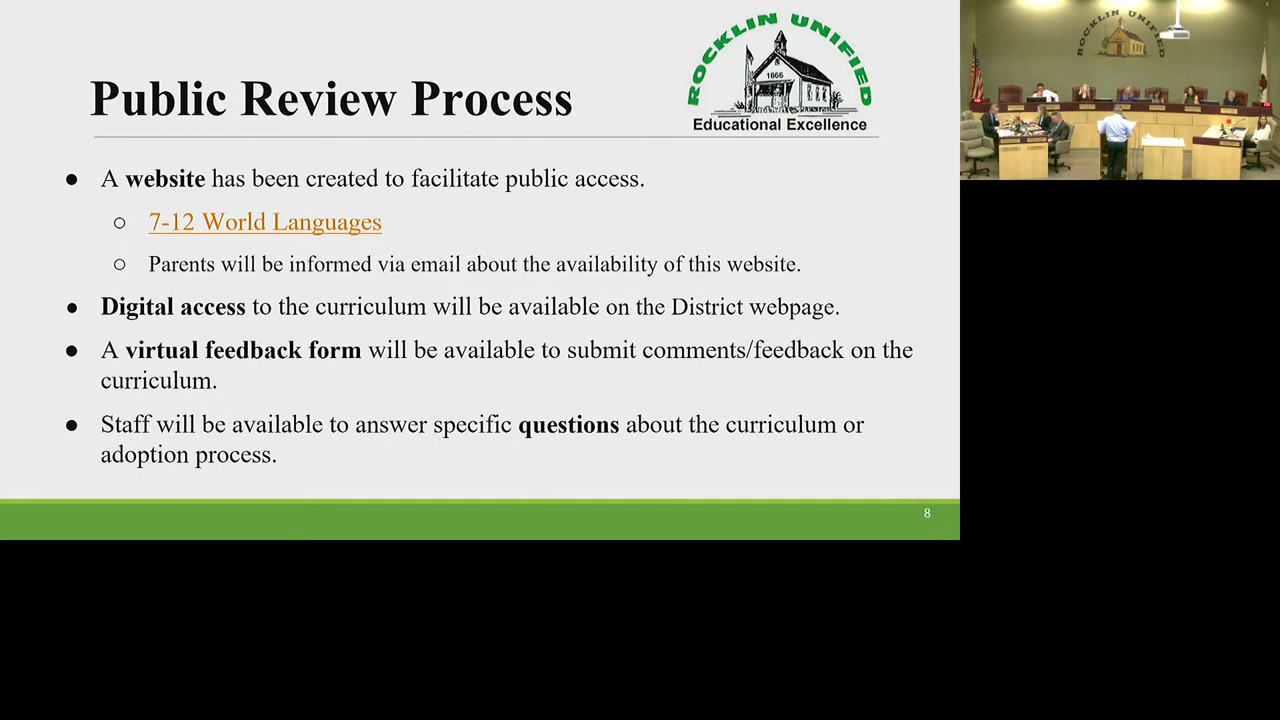 ROCKLIN UNIFIED
1866
Educational Excellence
Public Review Process
● A website has been created to facilitate public access.
○ 7-12 World Languages
○ Parents will be informed via email about the availability of this website.
● Digital access to the curriculum will be available on the District webpage.
● A virtual feedback form will be available to submit comments/feedback on the
curriculum.
● Staff will be available to answer specific questions about the curriculum or
adoption process.
8
ROCKLIN UNIFIED